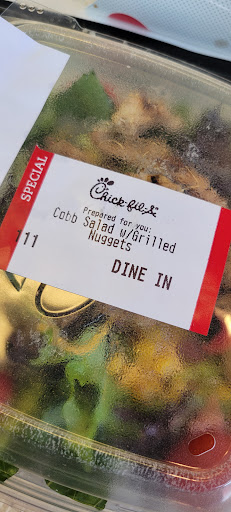 SPECIAL
Chick-fil-A
Prepared for you:
Cobb Salad w/Grilled
Nuggets
111
DINE IN